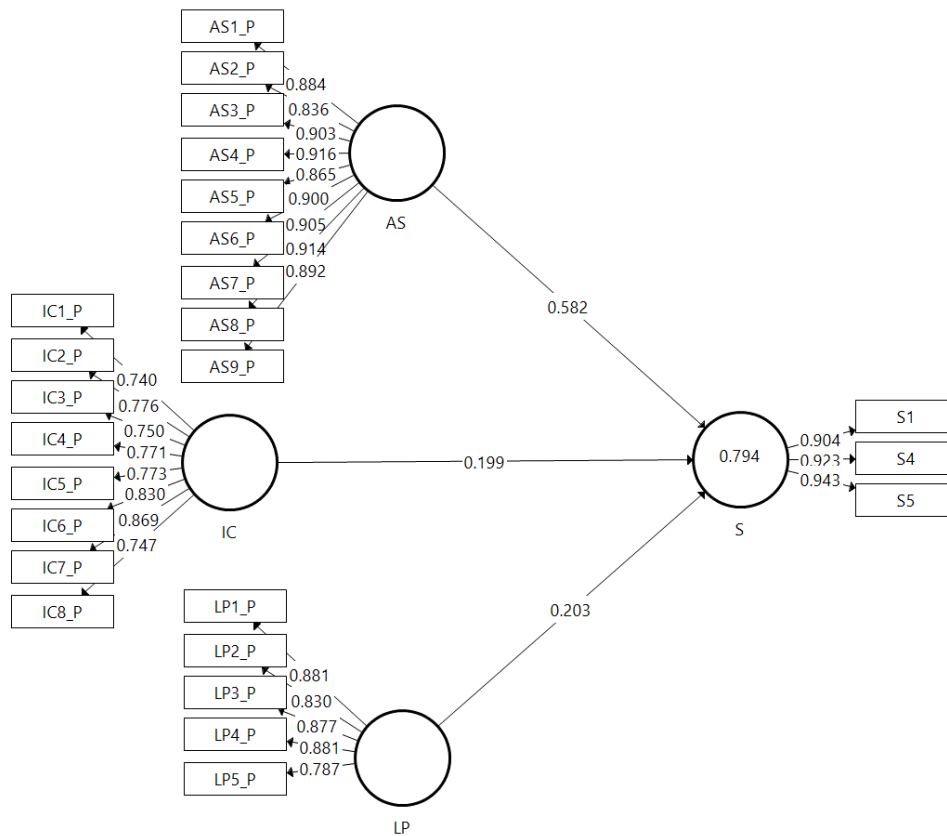 AS1_P
AS2_P
AS3_P
AS4_P
AS5_P
AS6_P
AS7_P
AS8_P
AS9_P
0.884
0.836
0.903
0.916
0.865
0.900
0.905
0.914
0.892
AS
0.582
IC1_P
IC2_P
IC3_P
IC4_P
IC5_P
IC6_P
IC7_P
IC8_P
0.740
0.776
0.750
0.771
0.773
0.830
0.869
0.747
IC
0.199
LP1_P
LP2_P
LP3_P
LP4_P
LP5_P
0.881
0.830
0.877
0.881
0.787
LP
0.203
0.794
S
0.904
0.923
0.943
S1
S4
S5